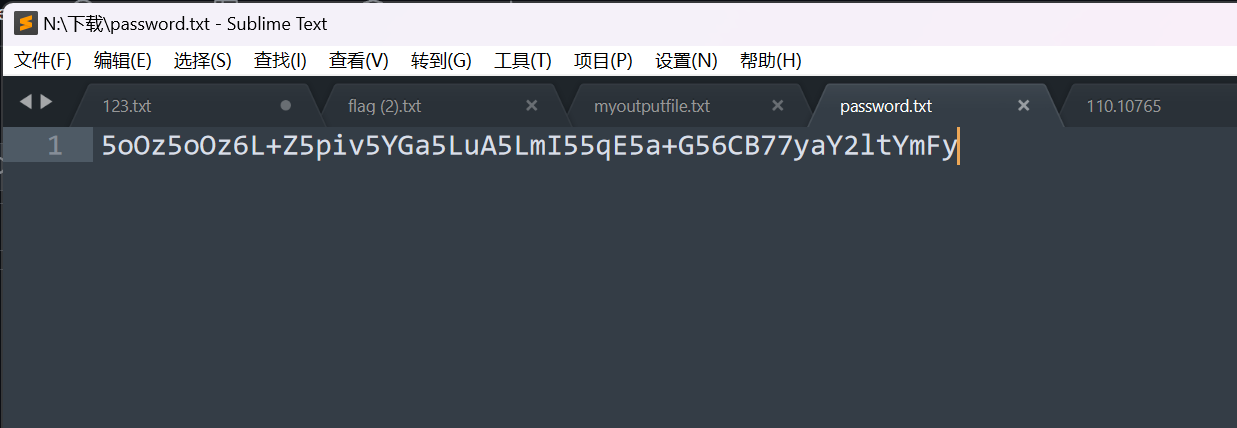 N:\下载\password.txt - Sublime Text
文件(F) 编辑(E) 选择(S) 查找(I) 查看(V) 转到(G) 工具(T) 项目(P) 设置(N) 帮助(H)
123.txt flag (2).txt myoutputfile.txt password.txt 110.10765
1 5oOz5oOz6L+Z5piv5YGa5LuA5LmI55qE5a+G56CB77yaY2ltYmFy